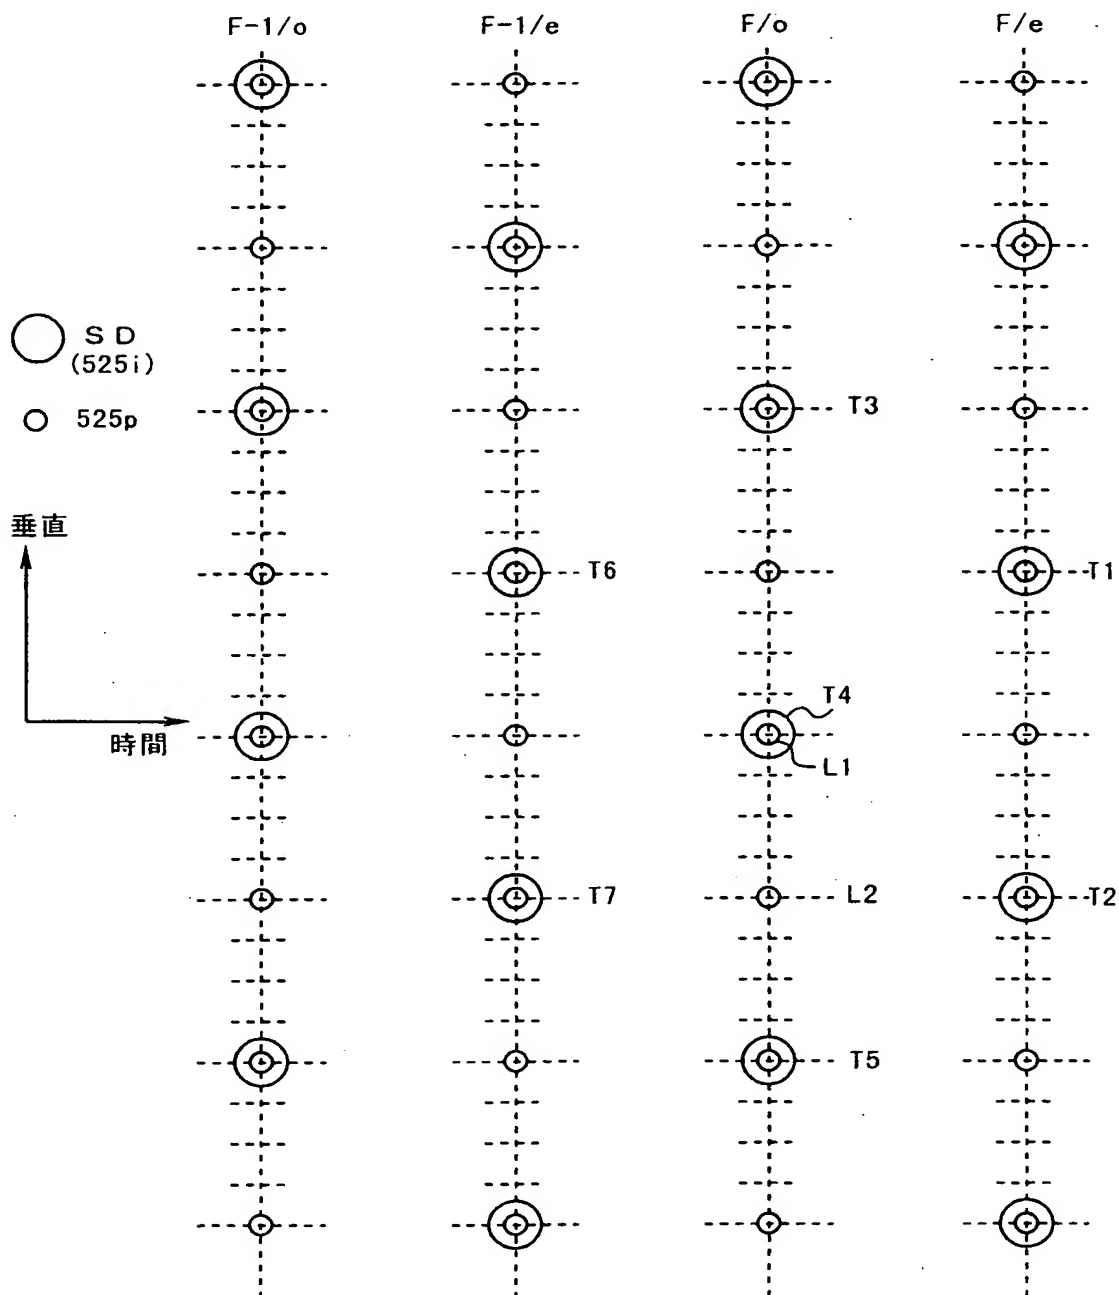 F-1/o F-1/e F/o F/e
SD
(525i)
525p
T3
垂直
T6
T1
T4
時間
L1
T7
L2
T2
T5